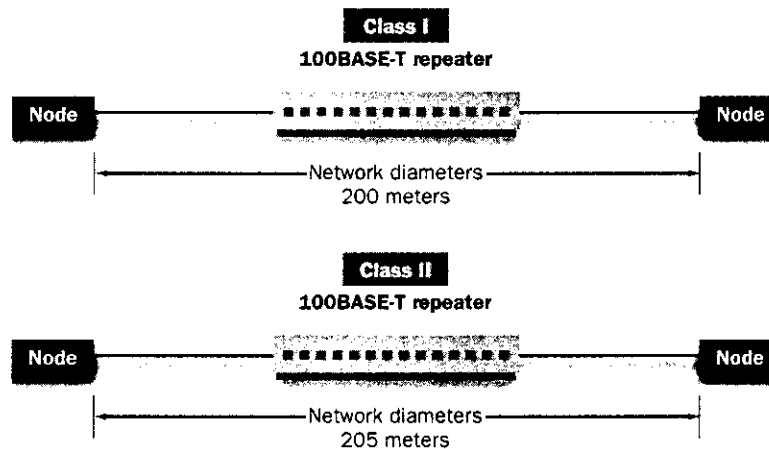 Class I
100BASE-T repeater
Node
Node
Network diameters
200 meters
Class II
100BASE-T repeater
Node
Node
Network diameters
205 meters